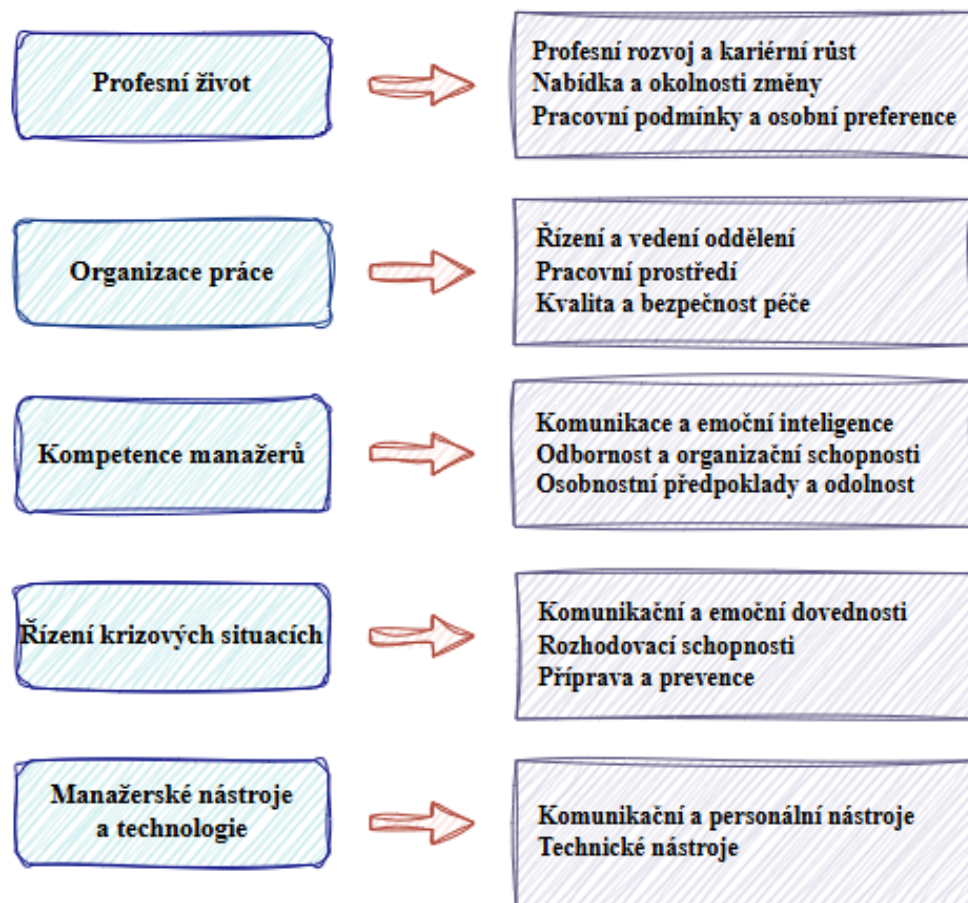 Profesní život
Profesní rozvoj a kariérní růst
Nabídka a okolnosti změny
Pracovní podmínky a osobní preference
Organizace práce
Řízení a vedení oddělení
Pracovní prostředí
Kvalita a bezpečnost péče
Kompetence manažerů
Komunikace a emoční inteligence
Odbornost a organizační schopnosti
Osobnostní předpoklady a odolnost
Řízení krizových situacích
Komunikační a emoční dovednosti
Rozhodovací schopnosti
Příprava a prevence
Manažerské nástroje
a technologie
Komunikační a personální nástroje
Technické nástroje